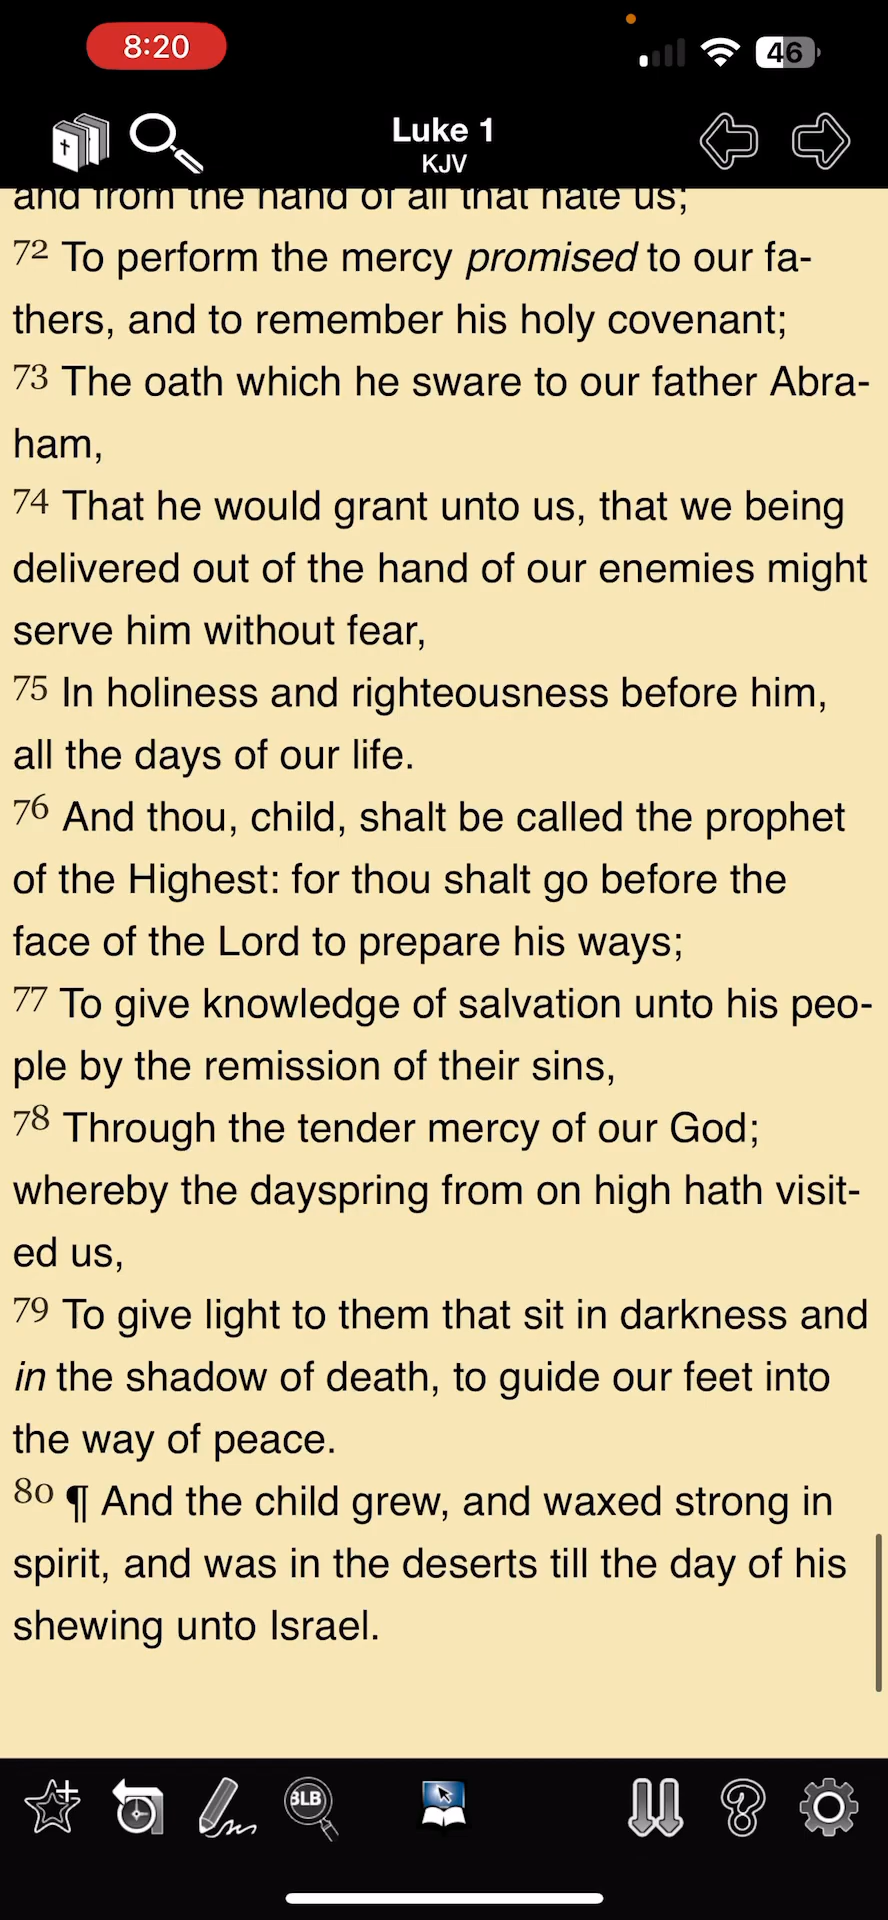 8:20
46
Luke 1
KJV
and from the hand of all that hate us;
72 To perform the mercy promised to our fa-
thers, and to remember his holy covenant;
73 The oath which he sware to our father Abra-
ham,
74 That he would grant unto us, that we being
delivered out of the hand of our enemies might
serve him without fear,
75 In holiness and righteousness before him,
all the days of our life.
76 And thou, child, shalt be called the prophet
of the Highest: for thou shalt go before the
face of the Lord to prepare his ways;
77 To give knowledge of salvation unto his peo-
ple by the remission of their sins,
78 Through the tender mercy of our God;
whereby the dayspring from on high hath visit-
ed us,
79 To give light to them that sit in darkness and
in the shadow of death, to guide our feet into
the way of peace.
80 ¶ And the child grew, and waxed strong in
spirit, and was in the deserts till the day of his
shewing unto Israel.
BLB